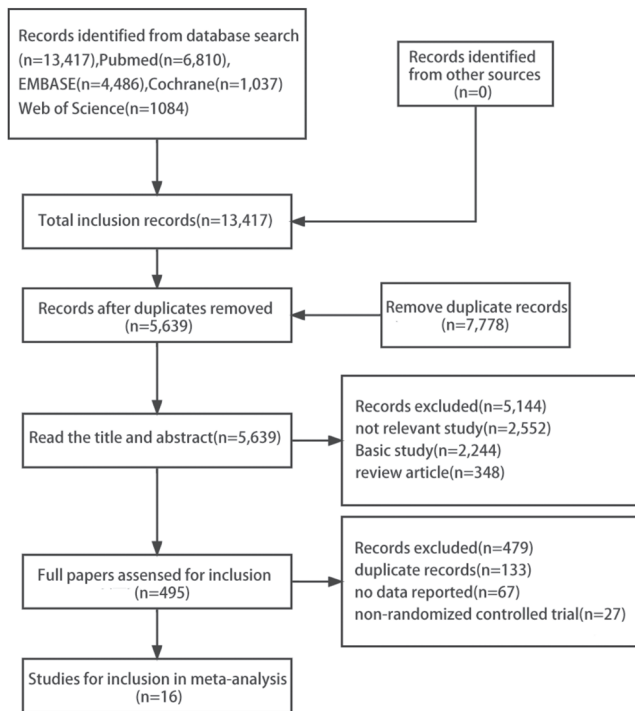 Records identified from database search
(n=13,417),Pubmed(n=6,810),
EMBASE(n=4,486),Cochrane(n=1,037)
Web of Science(n=1084)
Records identified
from other sources
(n=0)
Total inclusion records(n=13,417)
Records after duplicates removed
(n=5,639)
Remove duplicate records
(n=7,778)
Read the title and abstract(n=5,639)
Records excluded(n=5,144)
not relevant study(n=2,552)
Basic study(n=2,244)
review article(n=348)
Full papers assensed for inclusion
(n=495)
Records excluded(n=479)
duplicate records(n=133)
no data reported(n=67)
non-randomized controlled trial(n=27)
Studies for inclusion in meta-analysis
(n=16)